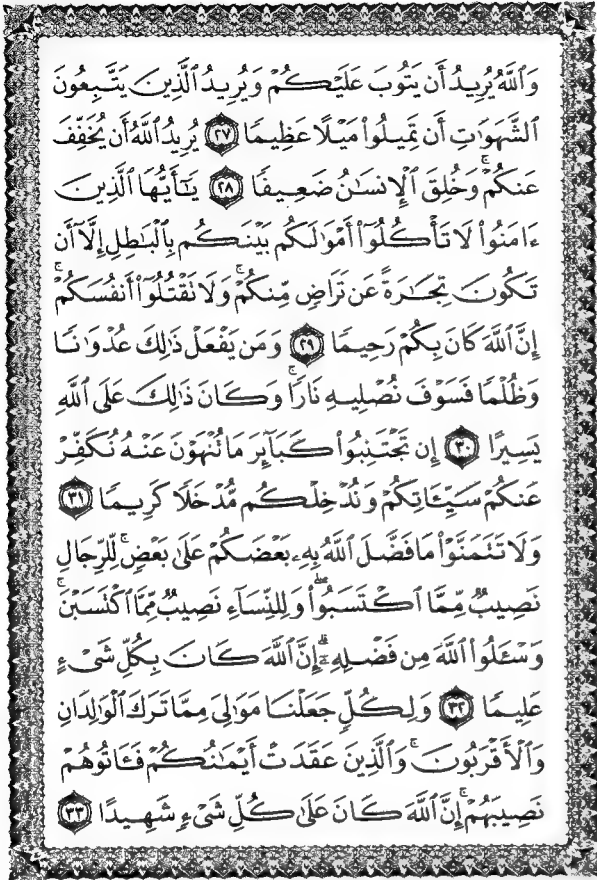 وَٱللَّهُ يُرِيدُ أَن يَتُوبَ عَلَيْكُمْ وَيُرِيدُ ٱلَّذِينَ يَتَّبِعُونَ
ٱلشَّهَوَٰتِ أَن تَمِيلُوا۟ مَيْلًا عَظِيمًا ٢٧ يُرِيدُ ٱللَّهُ أَن يُخَفِّفَ
عَنكُمْ ۚ وَخُلِقَ ٱلْإِنسَٰنُ ضَعِيفًا ٢٨ يَٰٓأَيُّهَا ٱلَّذِينَ
ءَامَنُوا۟ لَا تَأْكُلُوٓا۟ أَمْوَٰلَكُم بَيْنَكُم بِٱلْبَٰطِلِ إِلَّآ أَن
تَكُونَ تِجَٰرَةً عَن تَرَاضٍ مِّنكُمْ ۚ وَلَا تَقْتُلُوٓا۟ أَنفُسَكُمْ ۚ
إِنَّ ٱللَّهَ كَانَ بِكُمْ رَحِيمًا ٢٩ وَمَن يَفْعَلْ ذَٰلِكَ عُدْوَٰنًا
وَظُلْمًا فَسَوْفَ نُصْلِيهِ نَارًا ۚ وَكَانَ ذَٰلِكَ عَلَى ٱللَّهِ
يَسِيرًا ٣٠ إِن تَجْتَنِبُوا۟ كَبَآئِرَ مَا تُنْهَوْنَ عَنْهُ نُكَفِّرْ
عَنكُمْ سَيِّـَٔاتِكُمْ وَنُدْخِلْكُم مُّدْخَلًا كَرِيمًا ٣١
وَلَا تَتَمَنَّوْا۟ مَا فَضَّلَ ٱللَّهُ بِهِۦ بَعْضَكُمْ عَلَىٰ بَعْضٍ ۚ لِّلرِّجَالِ
نَصِيبٌ مِّمَّا ٱكْتَسَبُوا۟ ۖ وَلِلنِّسَآءِ نَصِيبٌ مِّمَّا ٱكْتَسَبْنَ ۚ
وَسْـَٔلُوا۟ ٱللَّهَ مِن فَضْلِهِۦٓ ۗ إِنَّ ٱللَّهَ كَانَ بِكُلِّ شَىْءٍ
عَلِيمًا ٣٢ وَلِكُلٍّ جَعَلْنَا مَوَٰلِىَ مِمَّا تَرَكَ ٱلْوَٰلِدَانِ
وَٱلْأَقْرَبُونَ ۚ وَٱلَّذِينَ عَقَدَتْ أَيْمَٰنُكُمْ فَـَٔاتُوهُمْ
نَصِيبَهُمْ ۚ إِنَّ ٱللَّهَ كَانَ عَلَىٰ كُلِّ شَىْءٍ شَهِيدًا ٣٣